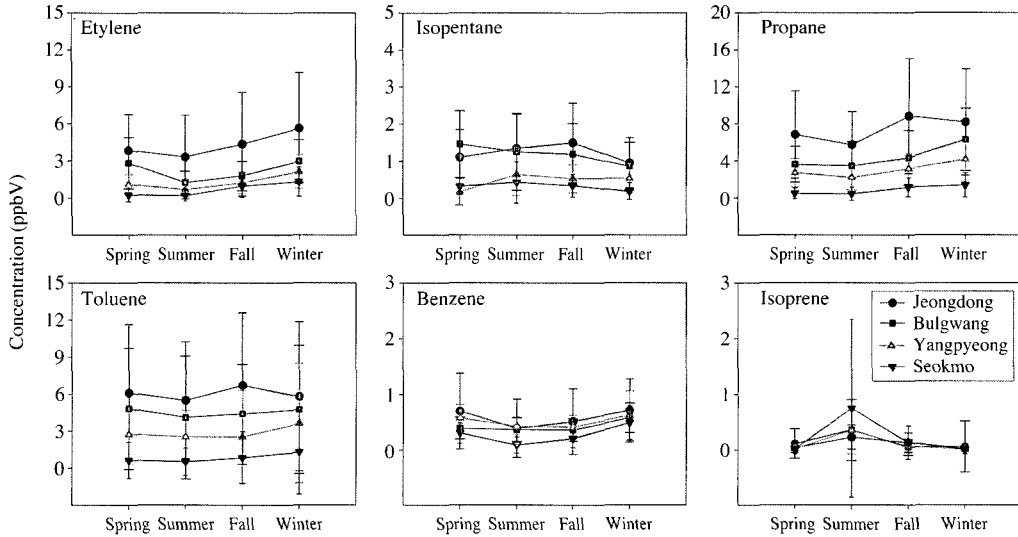 Etylene
15
12
9
6
3
0
Spring Summer Fall Winter
Isopentane
5
4
3
2
1
0
Spring Summer Fall Winter
Propane
20
16
12
8
4
0
Spring Summer Fall Winter
Concentration (ppbV)
Toluene
15
12
9
6
3
0
Spring Summer Fall Winter
Benzene
3
2
1
0
Spring Summer Fall Winter
Isoprene
3
2
1
0
Jeongdong
Bulgwang
Yangpyeong
Seokmo
Spring Summer Fall Winter